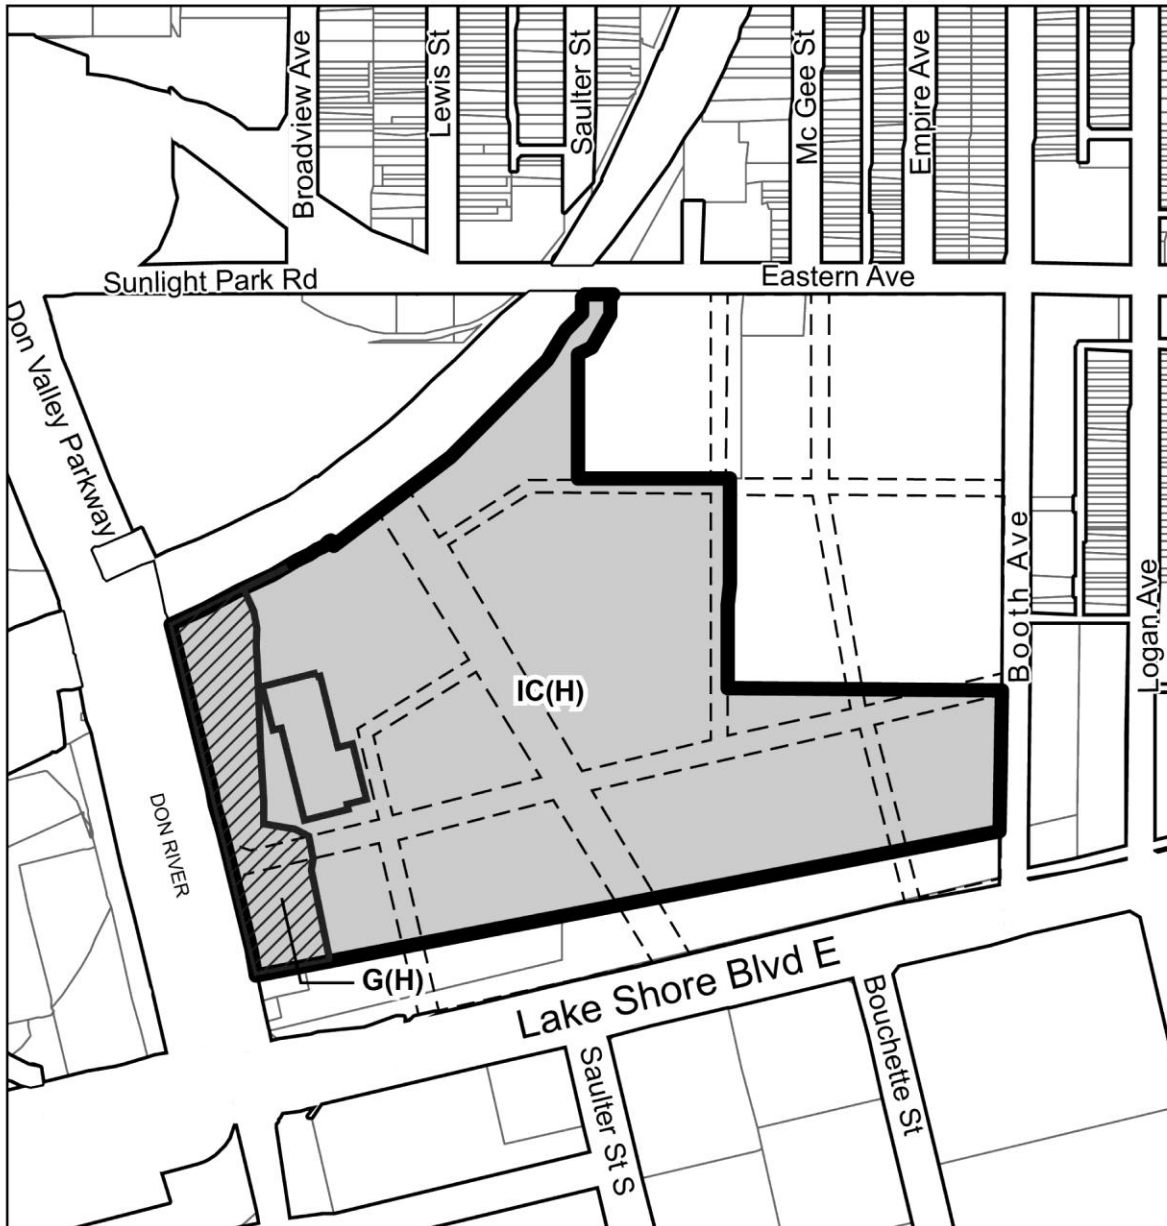 Broadview Ave
Lewis St
Saulter St
Mc Gee St
Empire Ave
Sunlight Park Rd
Eastern Ave
Don Valley Parkway
Booth Ave
Logan Ave
IC(H)
DON RIVER
G(H)
Lake Shore Blvd E
Bouchette St
Saulter St S